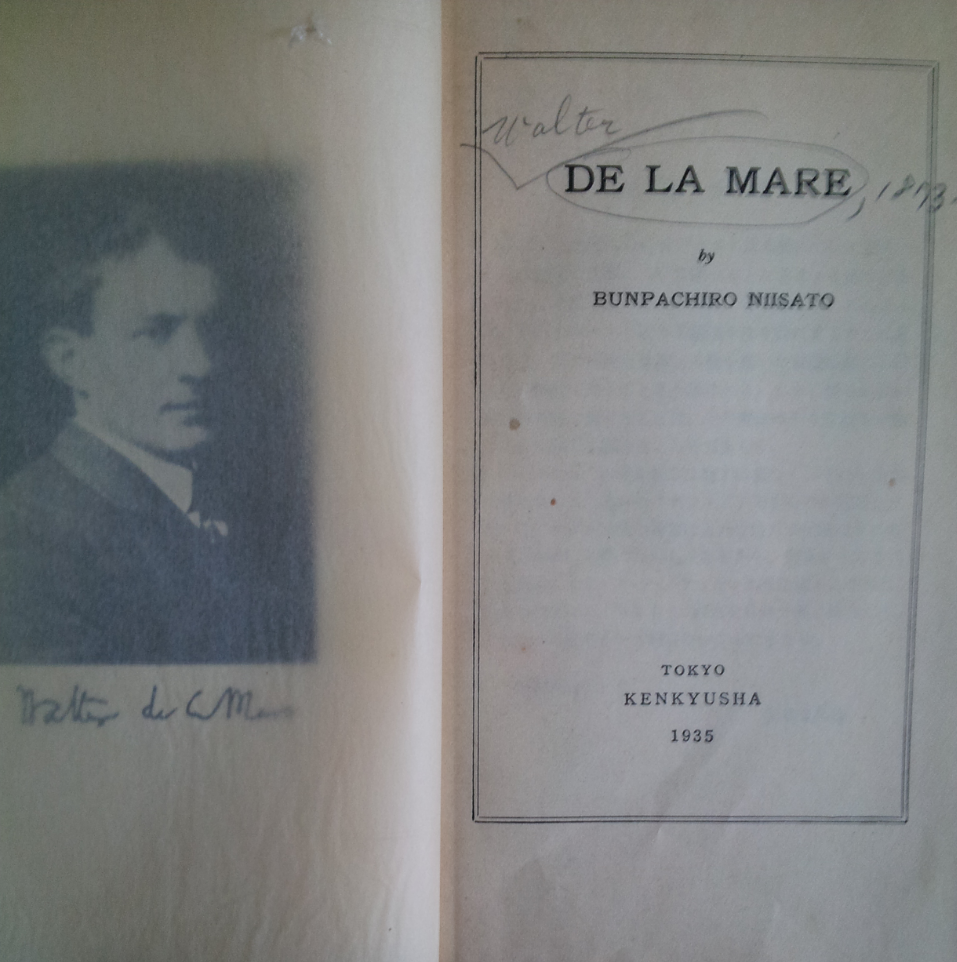 Walter de la Mare
Walter
DE LA MARE, 1873-
by
BUNPACHIRO NIISATO
TOKYO
KENKYUSHA
1935